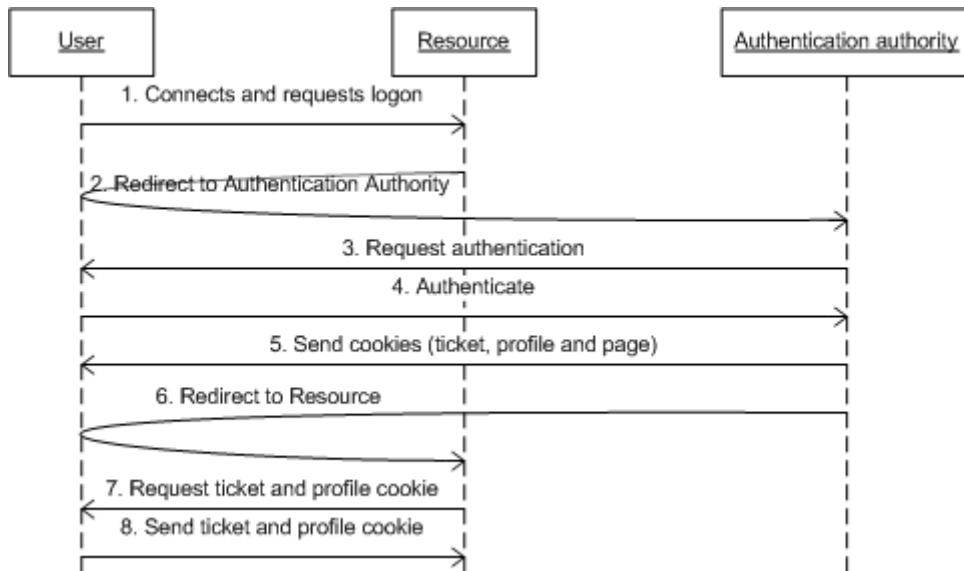 User
Resource
Authentication authority
1. Connects and requests logon
2. Redirect to Authentication Authority
3. Request authentication
4. Authenticate
5. Send cookies (ticket, profile and page)
6. Redirect to Resource
7. Request ticket and profile cookie
8. Send ticket and profile cookie